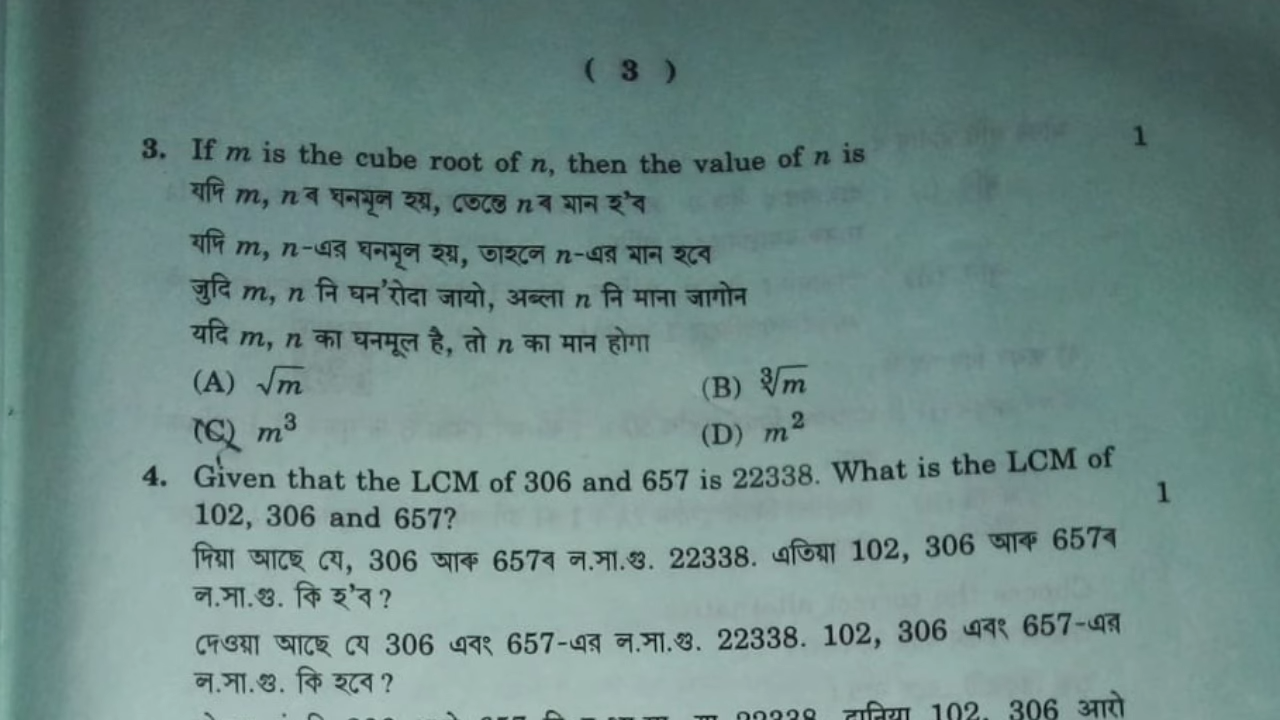 ( 3 )
3. If m is the cube root of n, then the value of n is 1
যদি m, nৰ ঘনমূল হয়, তেন্তে nৰ মান হ'ব
যদি m, n-এর ঘনমূল হয়, তাহলে n-এর মান হবে
जुदि m, n नि घन'रोदा जायो, अब्ला n नि माना जागोन
यदि m, n का घनमूल है, तो n का मान होगा
(A) √m (B) ∛m
(C) m³ (D) m²
4. Given that the LCM of 306 and 657 is 22338. What is the LCM of 1
102, 306 and 657?
দিয়া আছে যে, 306 আৰু 657ৰ ল.সা.গু. 22338. এতিয়া 102, 306 আৰু 657ৰ
ল.সা.গু. কি হ'ব?
দেওয়া আছে যে 306 এবং 657-এর ল.সা.গু. 22338. 102, 306 এবং 657-এর
ল.সা.গু. কি হবে?
22338. दानिया 102, 306 आरो